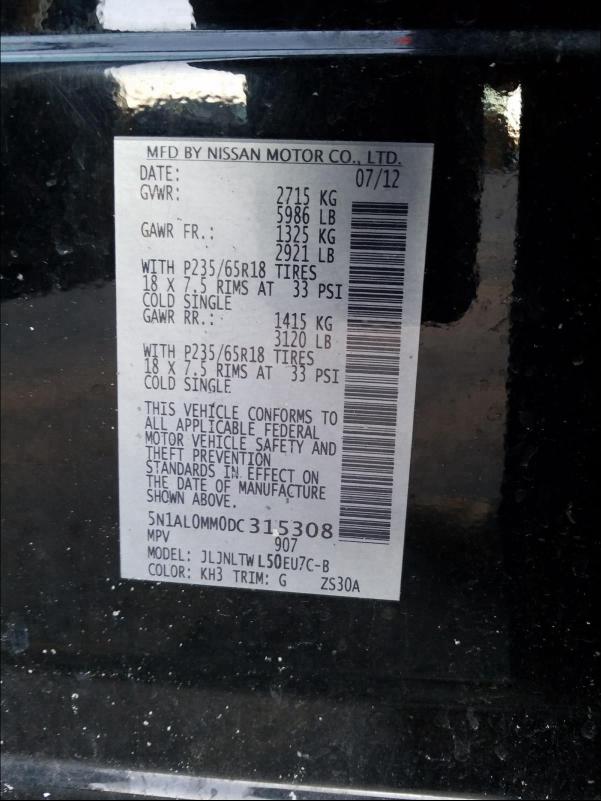 MFD BY NISSAN MOTOR CO., LTD.
DATE: 07/12
GVWR: 2715 KG
5986 LB
GAWR FR.: 1325 KG
2921 LB
WITH P235/65R18 TIRES
18 X 7.5 RIMS AT 33 PSI
COLD SINGLE
GAWR RR.: 1415 KG
3120 LB
WITH P235/65R18 TIRES
18 X 7.5 RIMS AT 33 PSI
COLD SINGLE
THIS VEHICLE CONFORMS TO
ALL APPLICABLE FEDERAL
MOTOR VEHICLE SAFETY AND
THEFT PREVENTION
STANDARDS IN EFFECT ON
THE DATE OF MANUFACTURE
SHOWN ABOVE.
5N1AL0MM0DC315308
MPV 907
MODEL: JLJNLTWL50EU7C-B
COLOR: KH3 TRIM: G ZS30A